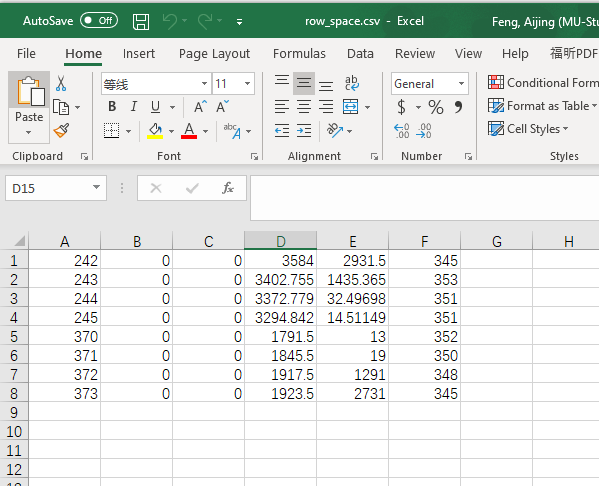 AutoSave Off row_space.csv - Excel Feng, Aijing (MU-Stu
File Home Insert Page Layout Formulas Data Review View Help 福昕PDF
Paste 等线 11 General Conditional Form
B I U A A ab c $ % 9 Format as Table
A abc .00 .00 Cell Styles
Clipboard Font Alignment Number Styles
D15 fx
A B C D E F G H
1 242 0 0 3584 2931.5 345
2 243 0 0 3402.755 1435.365 353
3 244 0 0 3372.779 32.49698 351
4 245 0 0 3294.842 14.51149 351
5 370 0 0 1791.5 13 352
6 371 0 0 1845.5 19 350
7 372 0 0 1917.5 1291 348
8 373 0 0 1923.5 2731 345
9
10
11
12